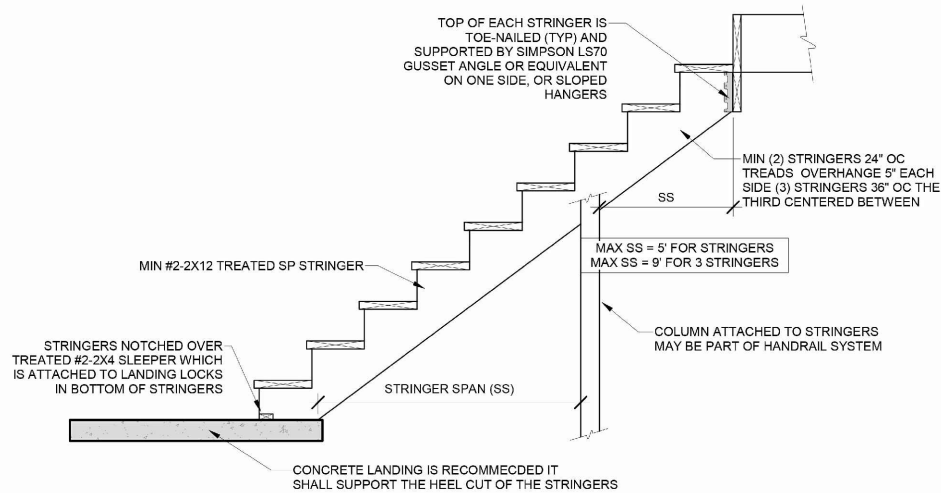 TOP OF EACH STRINGER IS
TOE-NAILED (TYP) AND
SUPPORTED BY SIMPSON LS70
GUSSET ANGLE OR EQUIVALENT
ON ONE SIDE, OR SLOPED
HANGERS
MIN (2) STRINGERS 24" OC
TREADS OVERHANGE 5" EACH
SIDE (3) STRINGERS 36" OC THE
THIRD CENTERED BETWEEN
SS
MAX SS = 5' FOR STRINGERS
MAX SS = 9' FOR 3 STRINGERS
MIN #2-2X12 TREATED SP STRINGER
COLUMN ATTACHED TO STRINGERS
MAY BE PART OF HANDRAIL SYSTEM
STRINGERS NOTCHED OVER
TREATED #2-2X4 SLEEPER WHICH
IS ATTACHED TO LANDING LOCKS
IN BOTTOM OF STRINGERS
STRINGER SPAN (SS)
CONCRETE LANDING IS RECOMMECDED IT
SHALL SUPPORT THE HEEL CUT OF THE STRINGERS